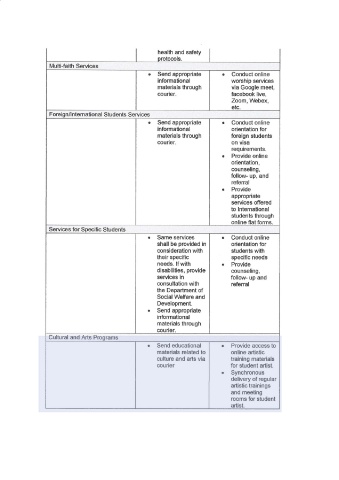 health and safety
protocols.
Multi-faith Services
• Send appropriate
informational
materials through
courier.
• Conduct online
worship services
via Google meet,
facebook live,
Zoom, Webex,
etc.
Foreign/International Students Services
• Send appropriate
informational
materials through
courier.
• Conduct online
orientation for
foreign students
on visa
requirements.
• Provide online
orientation,
counseling,
follow- up, and
referral
• Provide
appropriate
services offered
to International
students through
online flat forms.
Services for Specific Students
• Same services
shall be provided in
consideration with
their specific
needs. If with
disabilities, provide
services in
consultation with
the Department of
Social Welfare and
Development.
• Send appropriate
informational
materials through
courier.
• Conduct online
orientation for
students with
specific needs
• Provide
counseling,
follow- up and
referral
Cultural and Arts Programs
• Send educational
materials related to
culture and arts via
courier
• Provide access to
online artistic
training materials
for student artist.
• Synchronous
delivery of regular
artistic trainings
and meeting
rooms for student
artist.